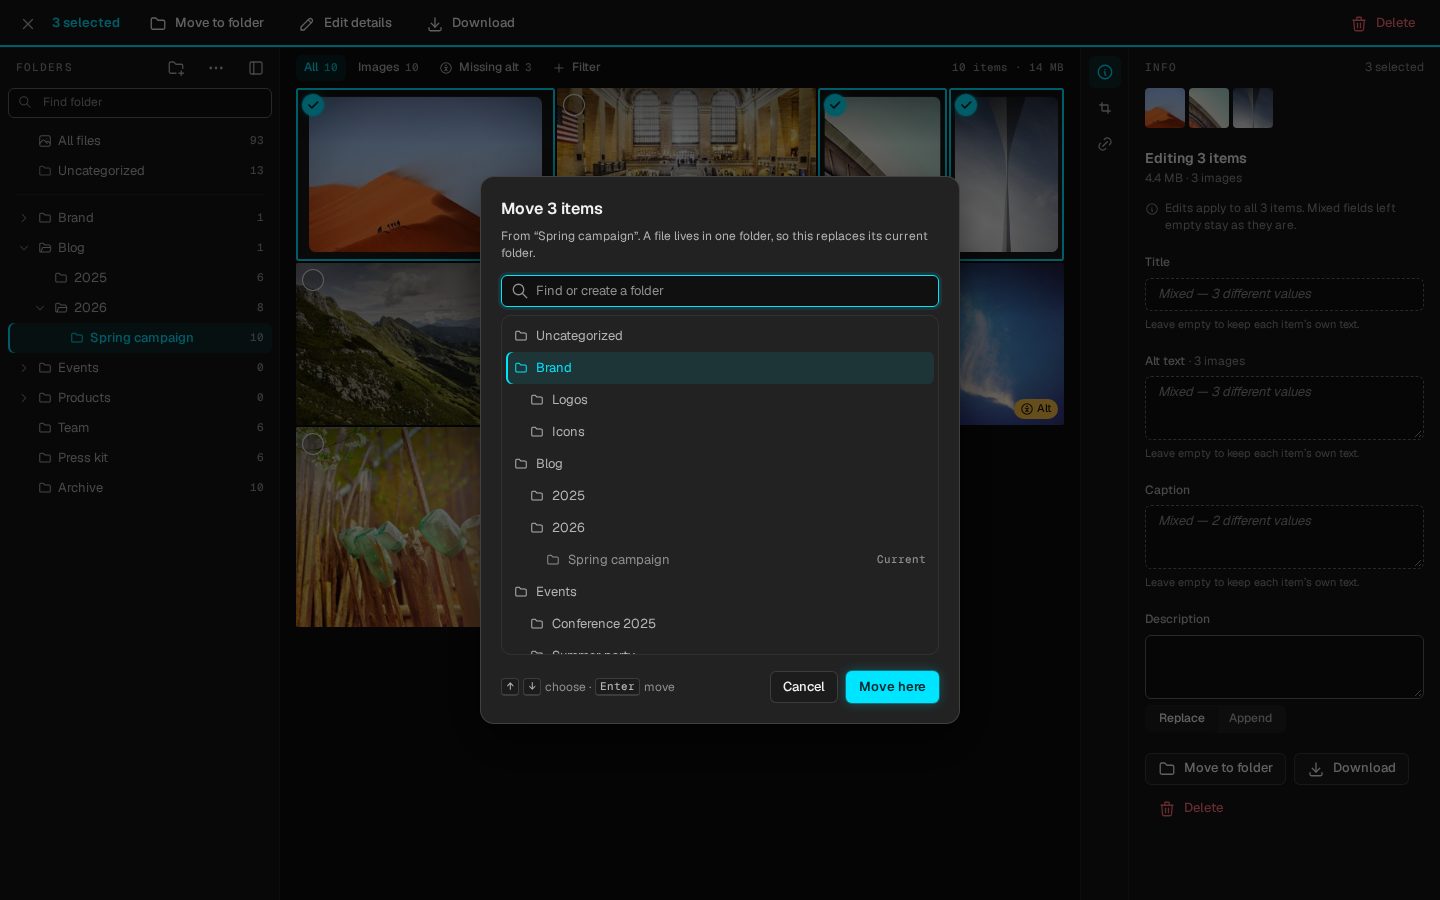 3 selected
Move to folder
Edit details
Download
Delete
FOLDERS
Find folder
All files 93
Uncategorized 13
Brand 1
Blog 1
2025 6
2026 8
Spring campaign 10
Events 0
Products 0
Team 6
Press kit 6
Archive 10
All 10
Images 10
Missing alt 3
Filter
10 items · 14 MB
Alt
Move 3 items
From “Spring campaign”. A file lives in one folder, so this replaces its current
folder.
Find or create a folder
Uncategorized
Brand
Logos
Icons
Blog
2025
2026
Spring campaign Current
Events
Conference 2025
Summer party
↑ ↓ choose · Enter move
Cancel
Move here
INFO 3 selected
Editing 3 items
4.4 MB · 3 images
Edits apply to all 3 items. Mixed fields left
empty stay as they are.
Title
Mixed — 3 different values
Leave empty to keep each item’s own text.
Alt text · 3 images
Mixed — 3 different values
Leave empty to keep each item’s own text.
Caption
Mixed — 2 different values
Leave empty to keep each item’s own text.
Description
Replace Append
Move to folder
Download
Delete